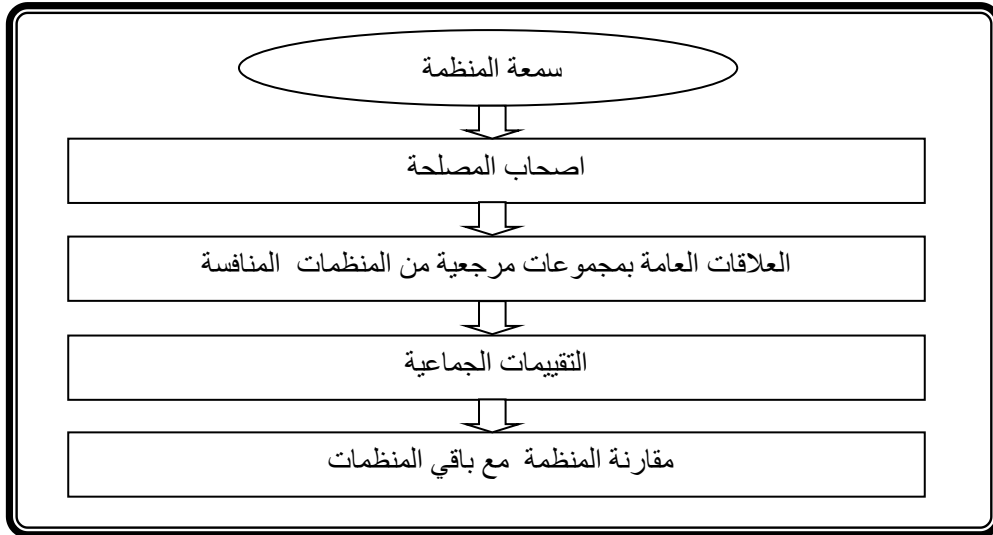 سمعة المنظمة
اصحاب المصلحة
العلاقات العامة بمجموعات مرجعية من المنظمات المنافسة
التقييمات الجماعية
مقارنة المنظمة مع باقي المنظمات